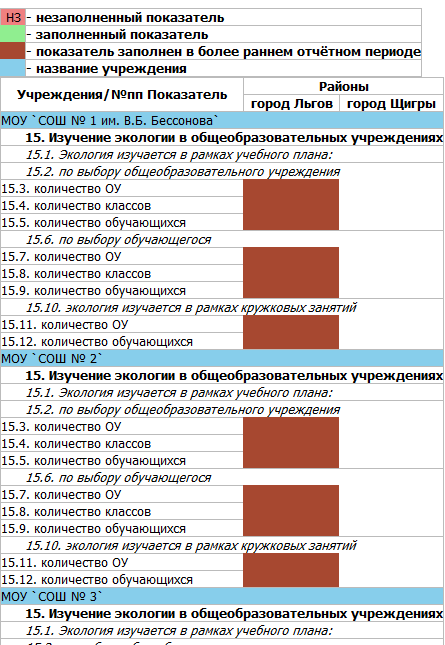 НЗ - незаполненный показатель
- заполненный показатель
- показатель заполнен в более раннем отчётном периоде
- название учреждения
Учреждения/№пп Показатель
Районы
город Льгов город Щигры
МОУ `СОШ № 1 им. В.Б. Бессонова`
15. Изучение экологии в общеобразовательных учреждениях
15.1. Экология изучается в рамках учебного плана:
15.2. по выбору общеобразовательного учреждения
15.3. количество ОУ
15.4. количество классов
15.5. количество обучающихся
15.6. по выбору обучающегося
15.7. количество ОУ
15.8. количество классов
15.9. количество обучающихся
15.10. экология изучается в рамках кружковых занятий
15.11. количество ОУ
15.12. количество обучающихся
МОУ `СОШ № 2`
15. Изучение экологии в общеобразовательных учреждениях
15.1. Экология изучается в рамках учебного плана:
15.2. по выбору общеобразовательного учреждения
15.3. количество ОУ
15.4. количество классов
15.5. количество обучающихся
15.6. по выбору обучающегося
15.7. количество ОУ
15.8. количество классов
15.9. количество обучающихся
15.10. экология изучается в рамках кружковых занятий
15.11. количество ОУ
15.12. количество обучающихся
МОУ `СОШ № 3`
15. Изучение экологии в общеобразовательных учреждениях
15.1. Экология изучается в рамках учебного плана: